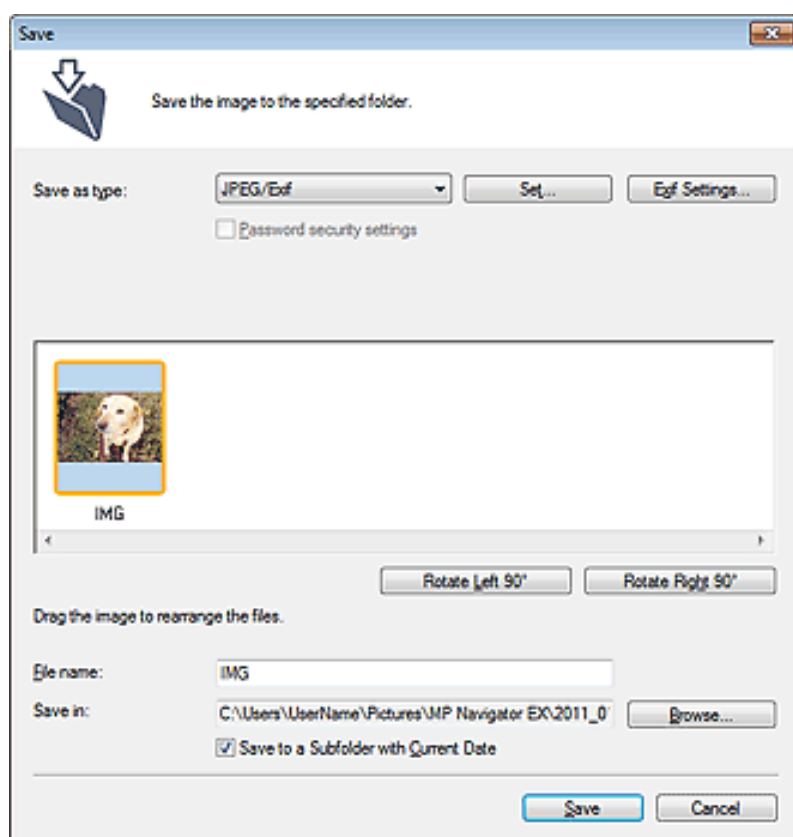 Save
Save the image to the specified folder.
Save as type: JPEG/Exif Set... Exif Settings...
Password security settings
IMG
Rotate Left 90° Rotate Right 90°
Drag the image to rearrange the files.
File name: IMG
Save in: C:\Users\UserName\Pictures\MP Navigator EX\2011_0 Browse...
Save to a Subfolder with Current Date
Save Cancel